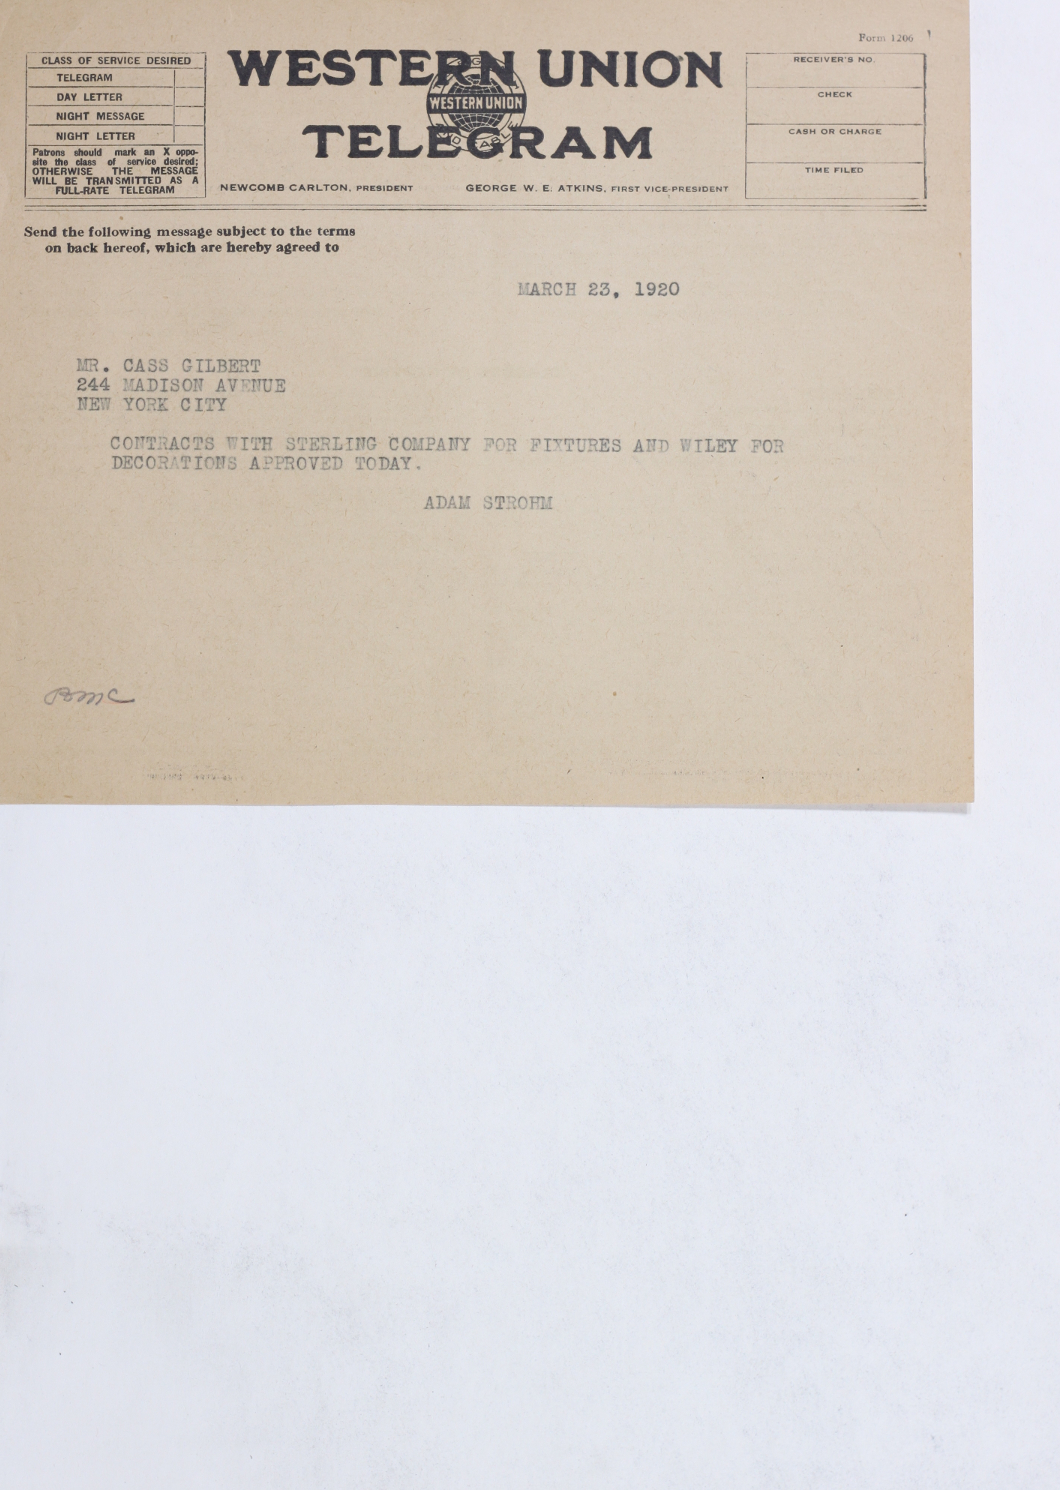 Form 1206
CLASS OF SERVICE DESIRED
TELEGRAM
DAY LETTER
NIGHT MESSAGE
NIGHT LETTER
Patrons should mark an X oppo-
site the class of service desired;
OTHERWISE THE MESSAGE
WILL BE TRANSMITTED AS A
FULL-RATE TELEGRAM
WESTERN UNION
WESTERN UNION
TELEGRAM
NEWCOMB CARLTON, PRESIDENT
GEORGE W. E. ATKINS, FIRST VICE-PRESIDENT
RECEIVER'S NO.
CHECK
CASH OR CHARGE
TIME FILED
Send the following message subject to the terms
on back hereof, which are hereby agreed to
MARCH 23, 1920
MR. CASS GILBERT
244 MADISON AVENUE
NEW YORK CITY
CONTRACTS WITH STERLING COMPANY FOR FIXTURES AND WILEY FOR
DECORATIONS APPROVED TODAY.
ADAM STROHM
BMC